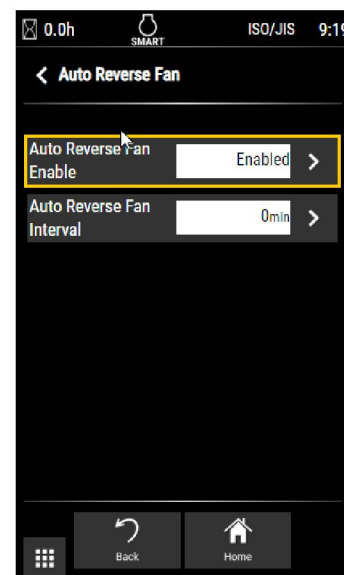 0.0h SMART ISO/JIS 9:19
Auto Reverse Fan
Auto Reverse Fan
Enable
Enabled
Auto Reverse Fan
Interval
0min
Back Home